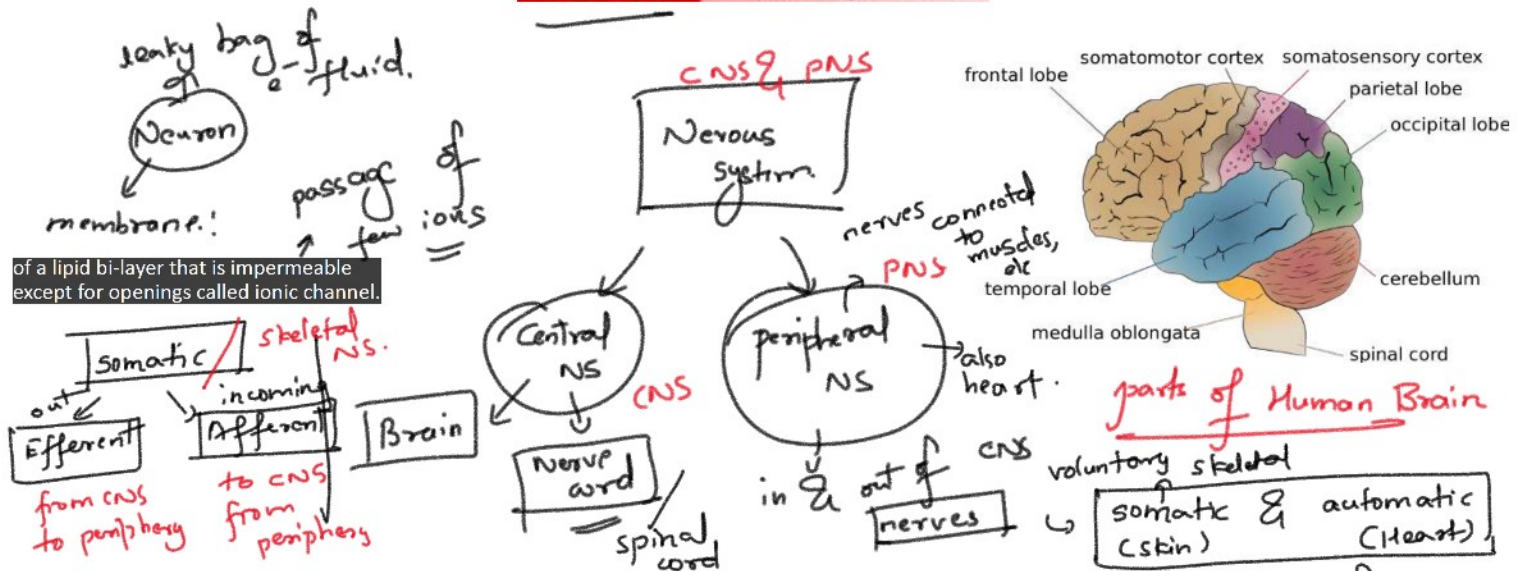 leaky bag of
e- fluid.
Neuron
membrane.!
passage of
few ions
of a lipid bi-layer that is impermeable
except for openings called ionic channel.
somatic / skeletal
NS.
out
incoming
Efferent
Afferent
from CNS
to periphery
to CNS
from
periphery
CNS & PNS
Nerous
system.
Central
NS
CNS
Brain
Nerve
cord
spinal
cord
nerves connected
to
muscles,
etc
PNS
peripheral
NS
also
heart.
in & out of CNS
nerves
voluntory skeletal
somatic & automatic
(skin) (Heart)
somatomotor cortex
somatosensory cortex
frontal lobe
parietal lobe
occipital lobe
temporal lobe
cerebellum
medulla oblongata
spinal cord
parts of Human Brain